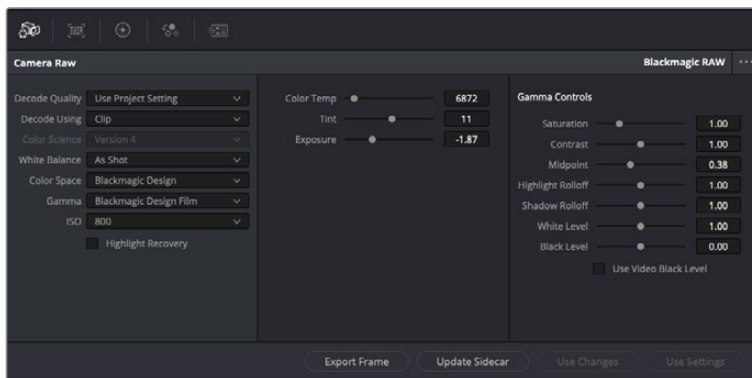 Camera Raw
Blackmagic RAW
Decode Quality Use Project Setting
Decode Using Clip
Color Science Version 4
White Balance As Shot
Color Space Blackmagic Design
Gamma Blackmagic Design Film
ISO 800
Highlight Recovery
Color Temp 6872
Tint 11
Exposure -1.87
Gamma Controls
Saturation 1.00
Contrast 1.00
Midpoint 0.38
Highlight Rolloff 1.00
Shadow Rolloff 1.00
White Level 1.00
Black Level 0.00
Use Video Black Level
Export Frame Update Sidecar Use Changes Use Settings